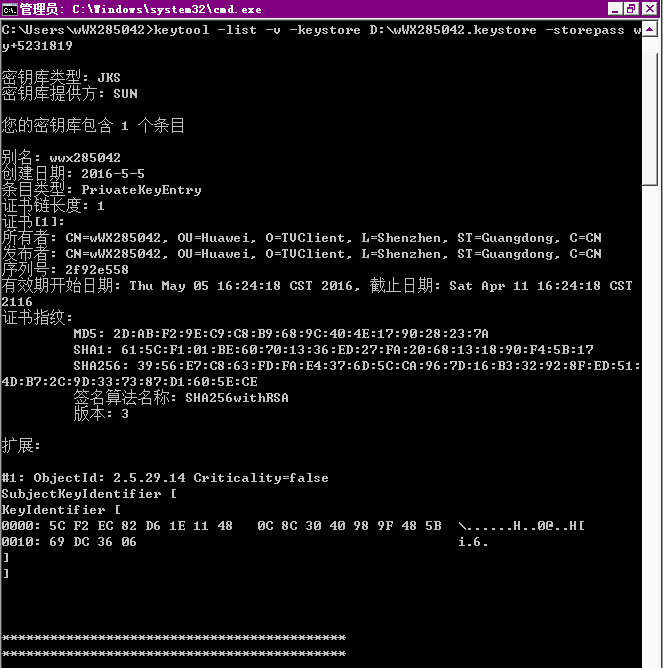 管理员: C:\Windows\system32\cmd.exe
C:\Users\wWX285042>keytool -list -v -keystore D:\wWX285042.keystore -storepass w
y+5231819
密钥库类型: JKS
密钥库提供方: SUN
您的密钥库包含 1 个条目
别名: wwx285042
创建日期: 2016-5-5
条目类型: PrivateKeyEntry
证书链长度: 1
证书[1]:
所有者: CN=wWX285042, OU=Huawei, O=TVClient, L=Shenzhen, ST=Guangdong, C=CN
发布者: CN=wWX285042, OU=Huawei, O=TVClient, L=Shenzhen, ST=Guangdong, C=CN
序列号: 2f92e558
有效期开始日期: Thu May 05 16:24:18 CST 2016, 截止日期: Sat Apr 11 16:24:18 CST
2116
证书指纹:
MD5: 2D:AB:F2:9E:C9:C8:B9:68:9C:40:4E:17:90:28:23:7A
SHA1: 61:5C:F1:01:BE:60:70:13:36:ED:27:FA:20:68:13:18:90:F4:5B:17
SHA256: 39:56:E7:C8:63:FD:FA:E4:37:6D:5C:CA:96:7D:16:B3:32:92:8F:ED:51:
4D:B7:2C:9D:33:73:87:D1:60:5E:CE
签名算法名称: SHA256withRSA
版本: 3
扩展:
#1: ObjectId: 2.5.29.14 Criticality=false
SubjectKeyIdentifier [
KeyIdentifier [
0000: 5C F2 EC 82 D6 1E 11 48   0C 8C 30 40 98 9F 48 5B  \......H..0@..H[
0010: 69 DC 36 06                                        i.6.
]
]
*******************************************
*******************************************